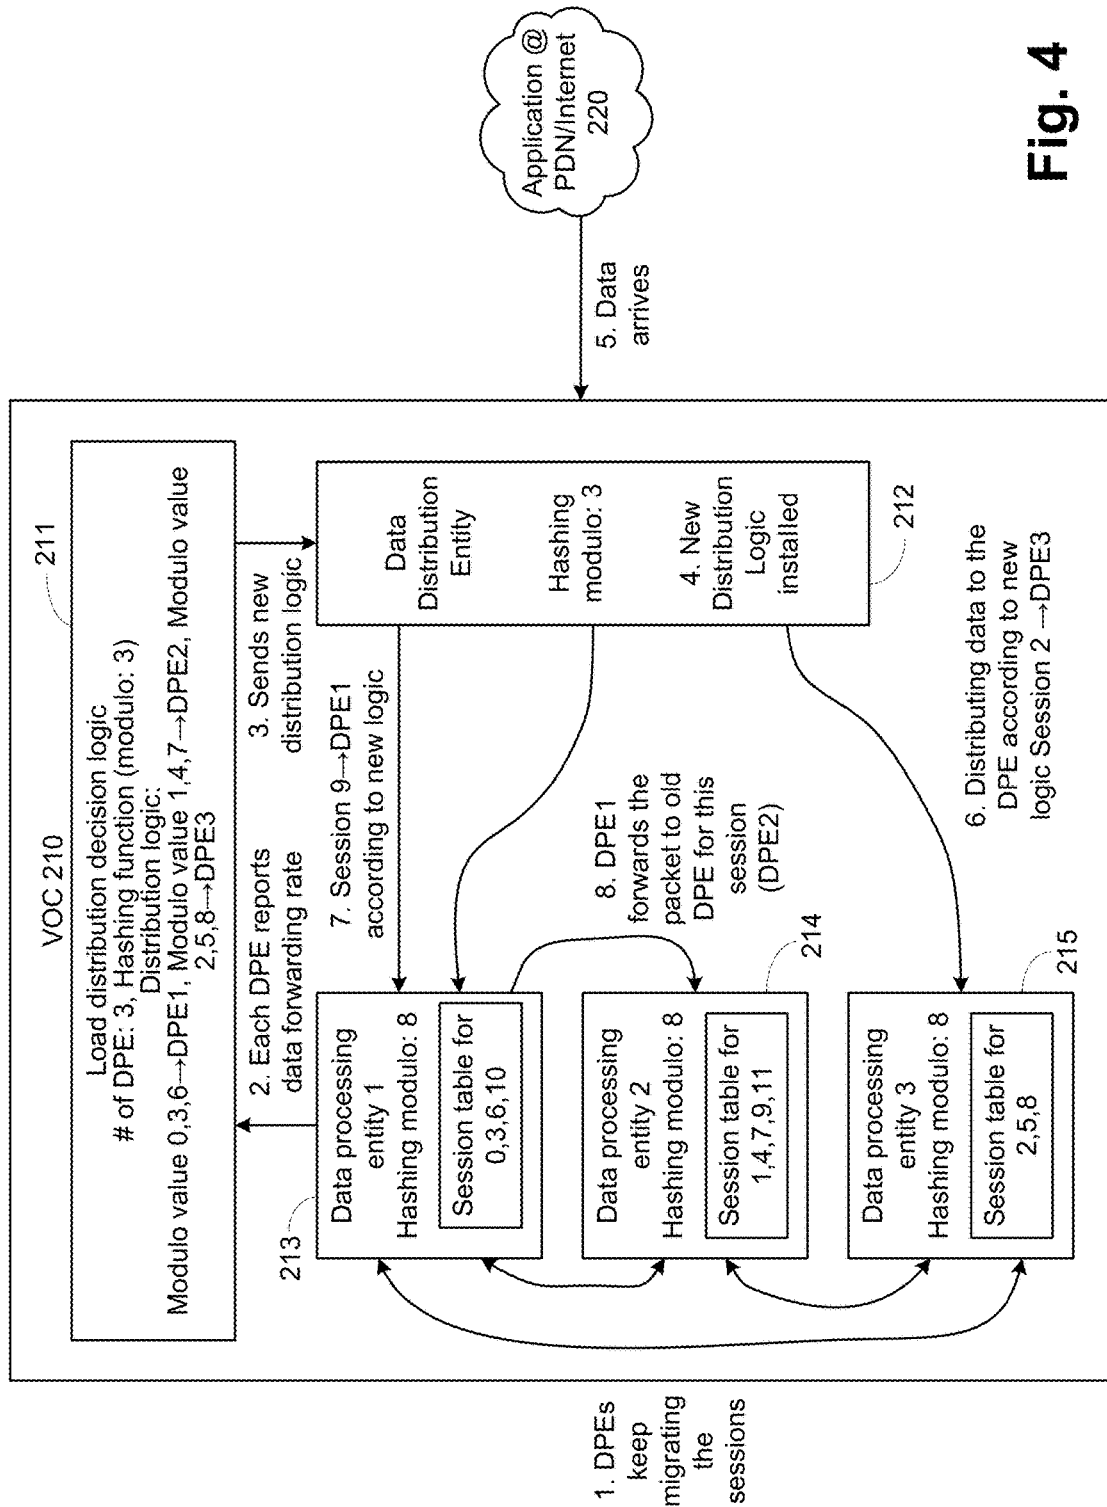 VOC 210
211
Load distribution decision logic
# of DPE: 3, Hashing function (modulo: 3)
Distribution logic:
Modulo value 0,3,6→DPE1, Modulo value 1,4,7→DPE2, Modulo value
2,5,8→DPE3
2. Each DPE reports
data forwarding rate
3. Sends new
distribution logic
213
Data processing
entity 1
Hashing modulo: 8
Session table for
0,3,6,10
7. Session 9→DPE1
according to new logic
Data
Distribution
Entity
Hashing
modulo: 3
4. New
Distribution
Logic
installed
212
5. Data
arrives
Application @
PDN/Internet
220
1. DPEs
keep
migrating
the
sessions
Data processing
entity 2
Hashing modulo: 8
Session table for
1,4,7,9,11
214
8. DPE1
forwards the
packet to old
DPE for this
session
(DPE2)
Data processing
entity 3
Hashing modulo: 8
Session table for
2,5,8
215
6. Distributing data to the
DPE according to new
logic Session 2 →DPE3
Fig. 4